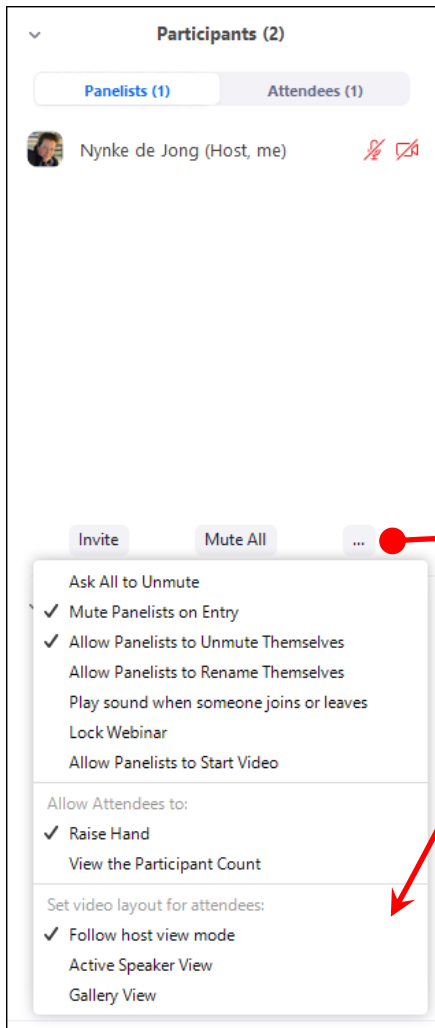 Participants (2)
Panelists (1) Attendees (1)
Nynke de Jong (Host, me)
Invite Mute All ...
Ask All to Unmute
Mute Panelists on Entry
Allow Panelists to Unmute Themselves
Allow Panelists to Rename Themselves
Play sound when someone joins or leaves
Lock Webinar
Allow Panelists to Start Video
Allow Attendees to:
Raise Hand
View the Participant Count
Set video layout for attendees:
Follow host view mode
Active Speaker View
Gallery View